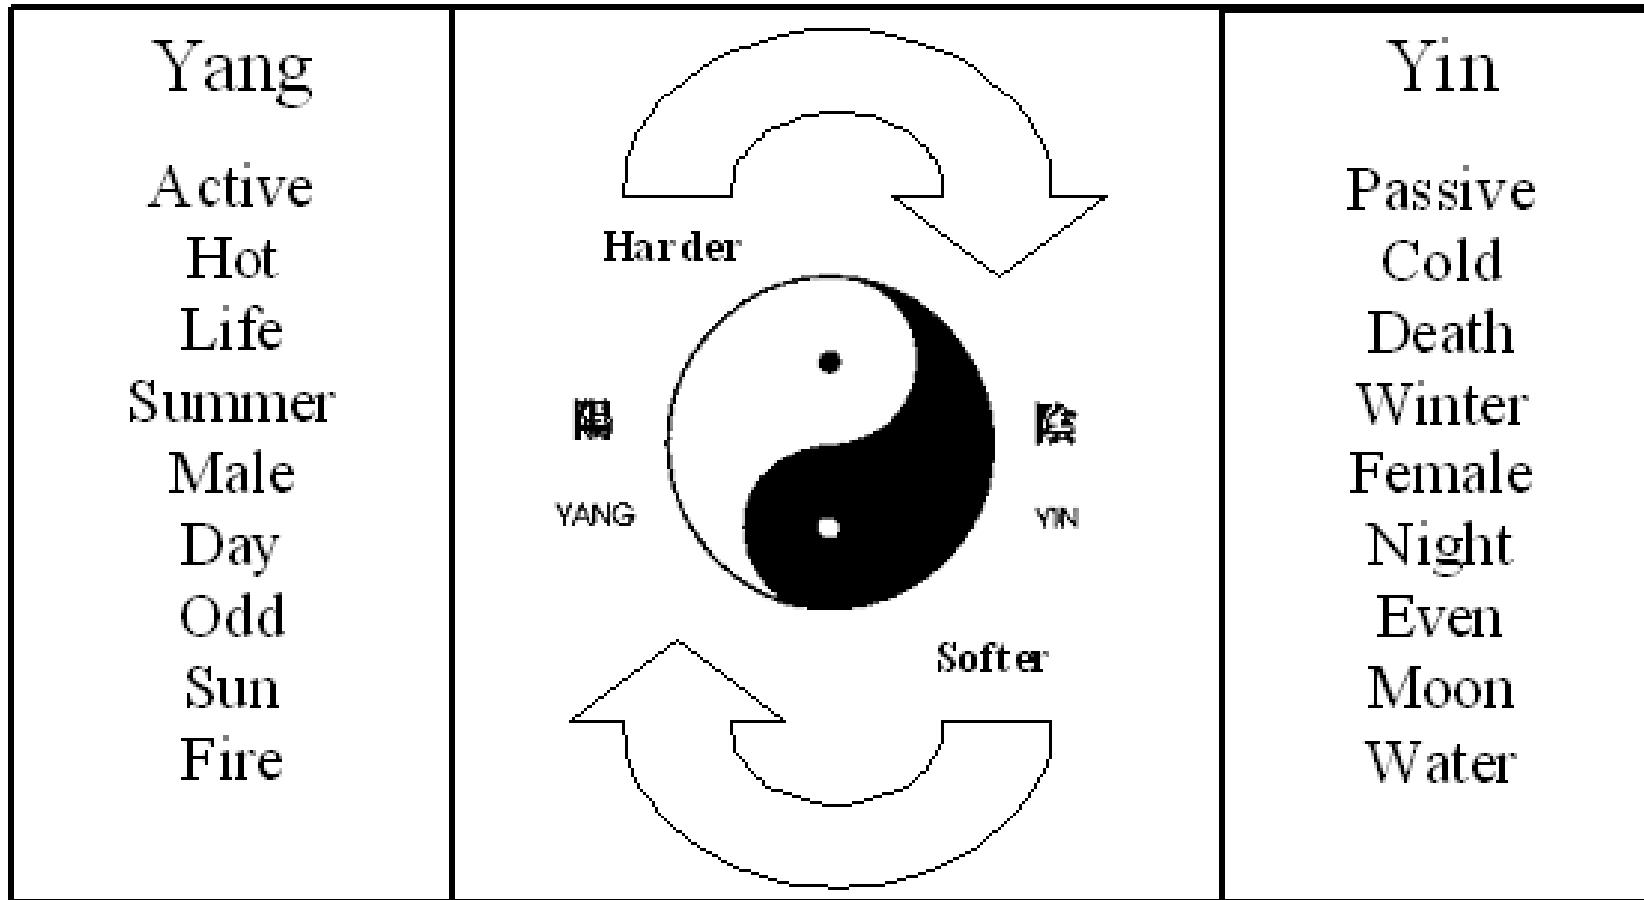 Yang
Active
Hot
Life
Summer
Male
Day
Odd
Sun
Fire
Harder
陽
YANG
陰
YIN
Softer
Yin
Passive
Cold
Death
Winter
Female
Night
Even
Moon
Water